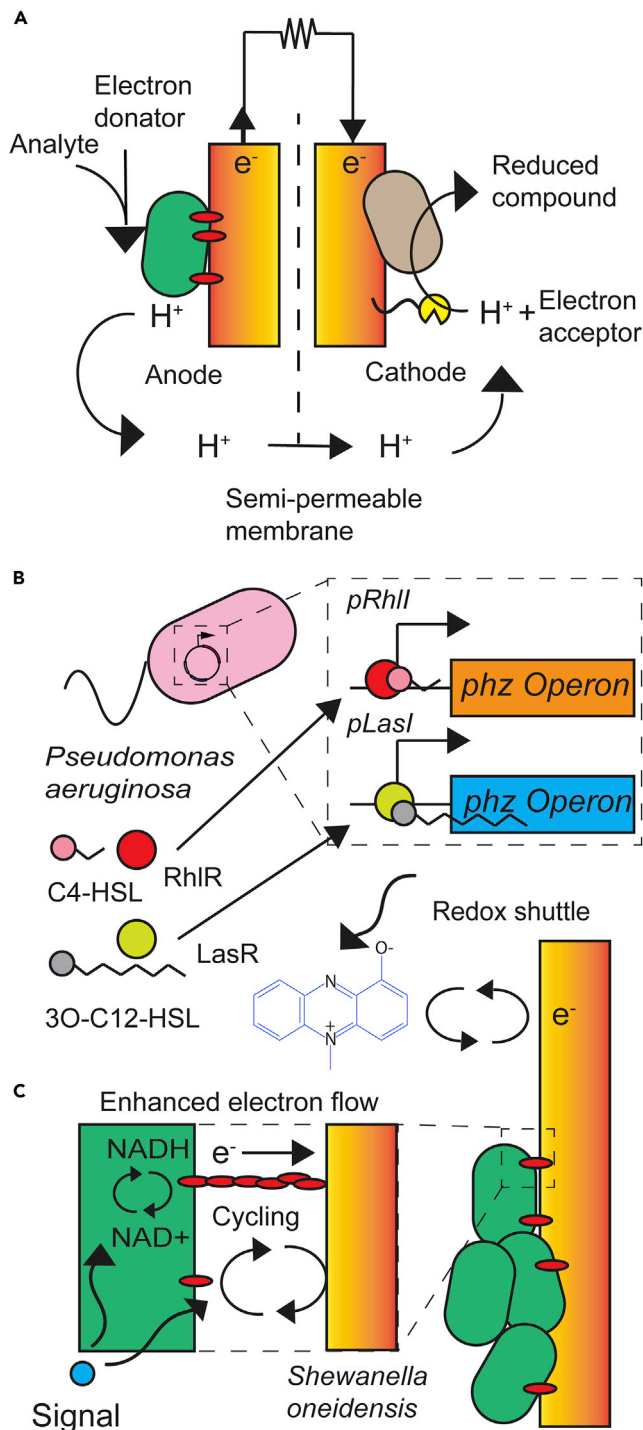 A
Electron
donator
Analyte
e-
e-
Reduced
compound
H+
H+ + Electron
acceptor
Anode
Cathode
H+
H+
Semi-permeable
membrane
B
pRhlI
phz Operon
pLasI
phz Operon
Pseudomonas
aeruginosa
RhlR
C4-HSL
LasR
3O-C12-HSL
Redox shuttle
O-
N
N
+
e-
C
Enhanced electron flow
NADH
NAD+
e-
Cycling
Signal
Shewanella
oneidensis